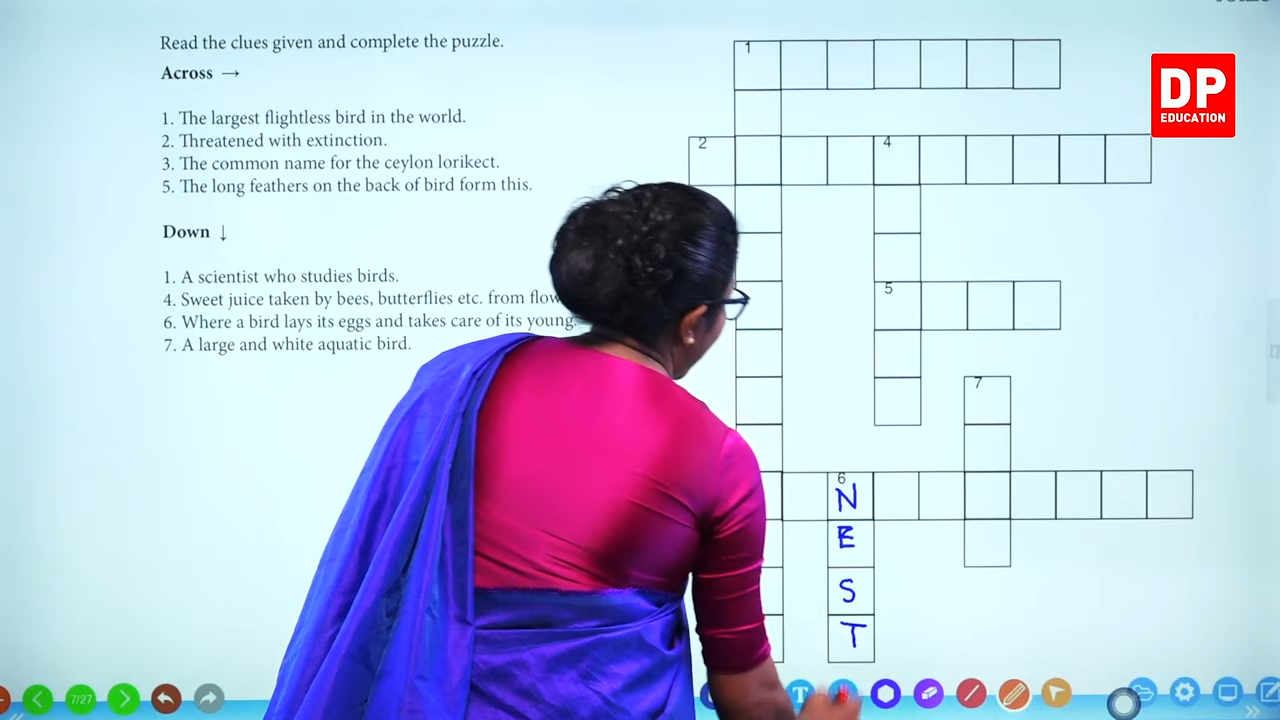 Read the clues given and complete the puzzle.
Across →
1. The largest flightless bird in the world.
2. Threatened with extinction.
3. The common name for the ceylon lorikect.
5. The long feathers on the back of bird form this.
Down ↓
1. A scientist who studies birds.
4. Sweet juice taken by bees, butterflies etc. from
6. Where a bird lays its eggs and takes care of its young.
7. A large and white aquatic bird.
1
2
4
5
7
6
N
E
S
T
DP
EDUCATION
7/27
T